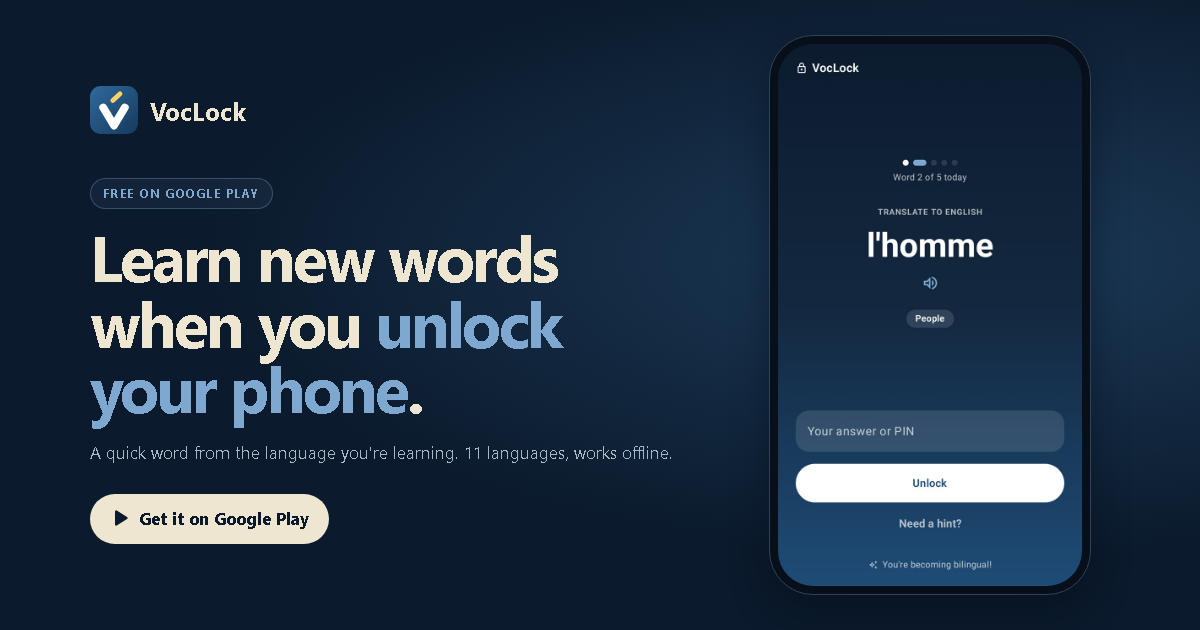 VocLock
FREE ON GOOGLE PLAY
Learn new words
when you unlock
your phone.
A quick word from the language you're learning. 11 languages, works offline.
Get it on Google Play
VocLock
Word 2 of 5 today
TRANSLATE TO ENGLISH
l'homme
People
Your answer or PIN
Unlock
Need a hint?
You're becoming bilingual!